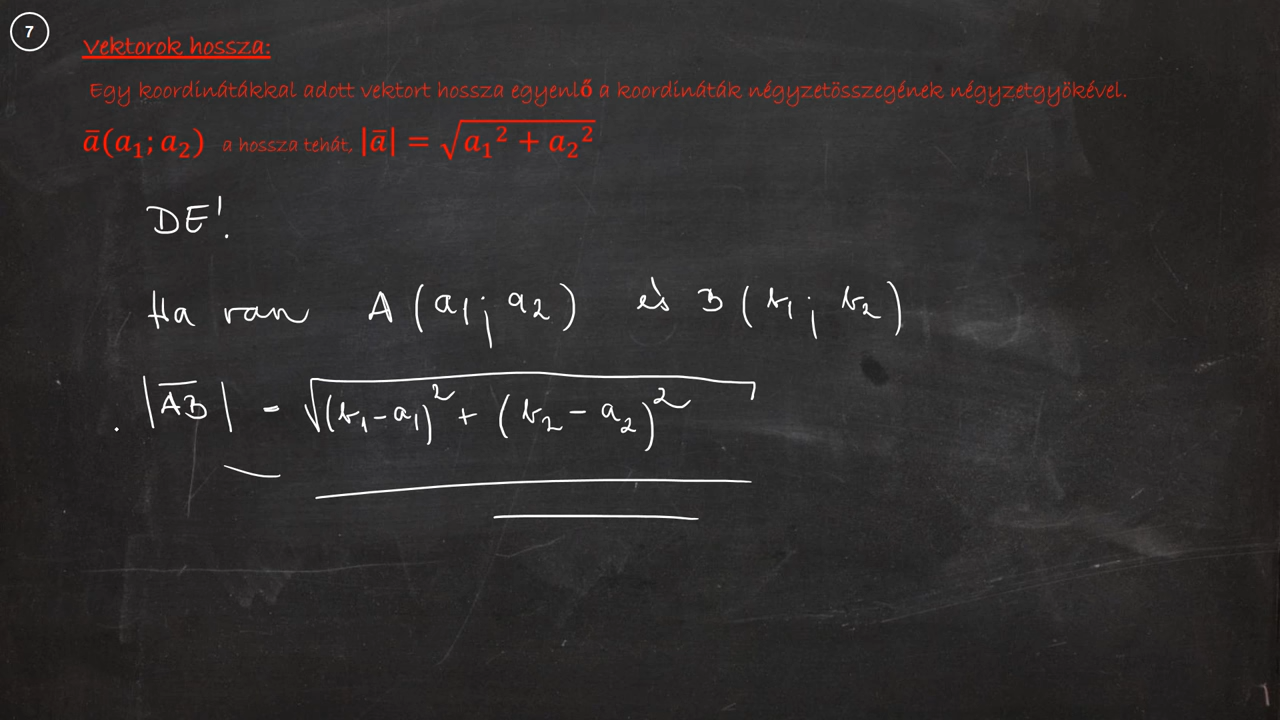 7
Vektorok hossza:
Egy koordinátákkal adott vektort hossza egyenlő a koordináták négyzetösszegének négyzetgyökével.
a̅(a₁; a₂) a hossza tehát, |a̅| = √(a₁² + a₂²)
DE!
Ha van A (a₁; a₂) és B (b₁; b₂)
|A̅B̅| = √((b₁-a₁)² + (b₂-a₂)²)